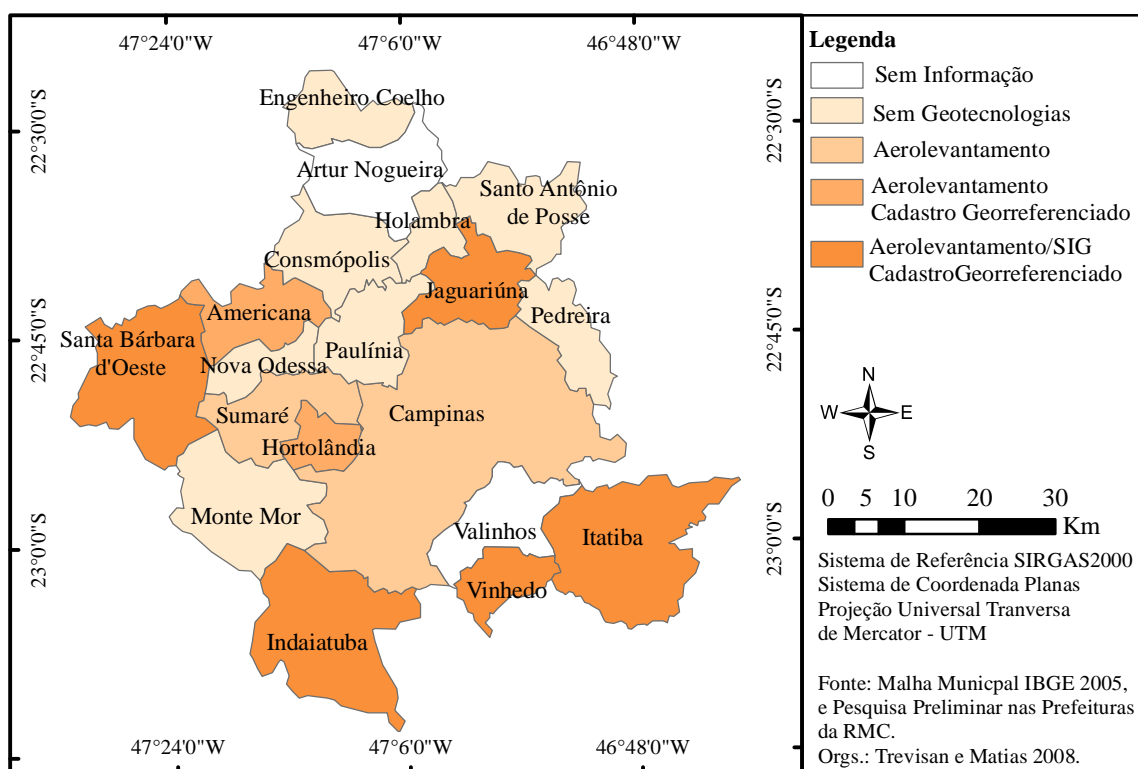 47°24'0"W
47°6'0"W
46°48'0"W
22°30'0"S
22°45'0"S
23°0'0"S
Engenheiro Coelho
Artur Nogueira
Santo Antônio
de Posse
Holambra
Consmópolis
Jaguariúna
Americana
Pedreira
Santa Bárbara
d'Oeste
Paulínia
Nova Odessa
Sumaré
Campinas
Hortolândia
Monte Mor
Valinhos
Itatiba
Vinhedo
Indaiatuba
22°30'0"S
22°45'0"S
23°0'0"S
47°24'0"W
47°6'0"W
46°48'0"W
Legenda
Sem Informação
Sem Geotecnologias
Aerolevantamento
Aerolevantamento
Cadastro Georreferenciado
Aerolevantamento/SIG
CadastroGeorreferenciado
N
W E
S
0 5 10 20 30
Km
Sistema de Referência SIRGAS2000
Sistema de Coordenada Planas
Projeção Universal Tranversa
de Mercator - UTM
Fonte: Malha Municpal IBGE 2005,
e Pesquisa Preliminar nas Prefeituras
da RMC.
Orgs.: Trevisan e Matias 2008.